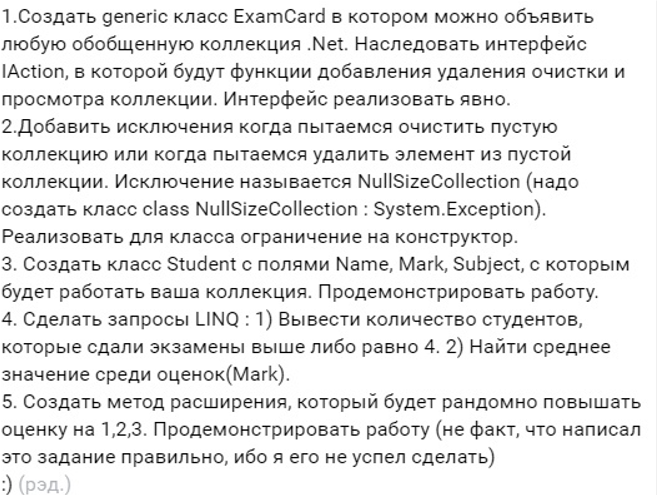 1.Создать generic класс ExamCard в котором можно объявить
любую обобщенную коллекция .Net. Наследовать интерфейс
IAction, в которой будут функции добавления удаления очистки и
просмотра коллекции. Интерфейс реализовать явно.
2.Добавить исключения когда пытаемся очистить пустую
коллекцию или когда пытаемся удалить элемент из пустой
коллекции. Исключение называется NullSizeCollection (надо
создать класс class NullSizeCollection : System.Exception).
Реализовать для класса ограничение на конструктор.
3. Создать класс Student с полями Name, Mark, Subject, с которым
будет работать ваша коллекция. Продемонстрировать работу.
4. Сделать запросы LINQ : 1) Вывести количество студентов,
которые сдали экзамены выше либо равно 4. 2) Найти среднее
значение среди оценок(Mark).
5. Создать метод расширения, который будет рандомно повышать
оценку на 1,2,3. Продемонстрировать работу (не факт, что написал
это задание правильно, ибо я его не успел сделать)
:) (ред.)